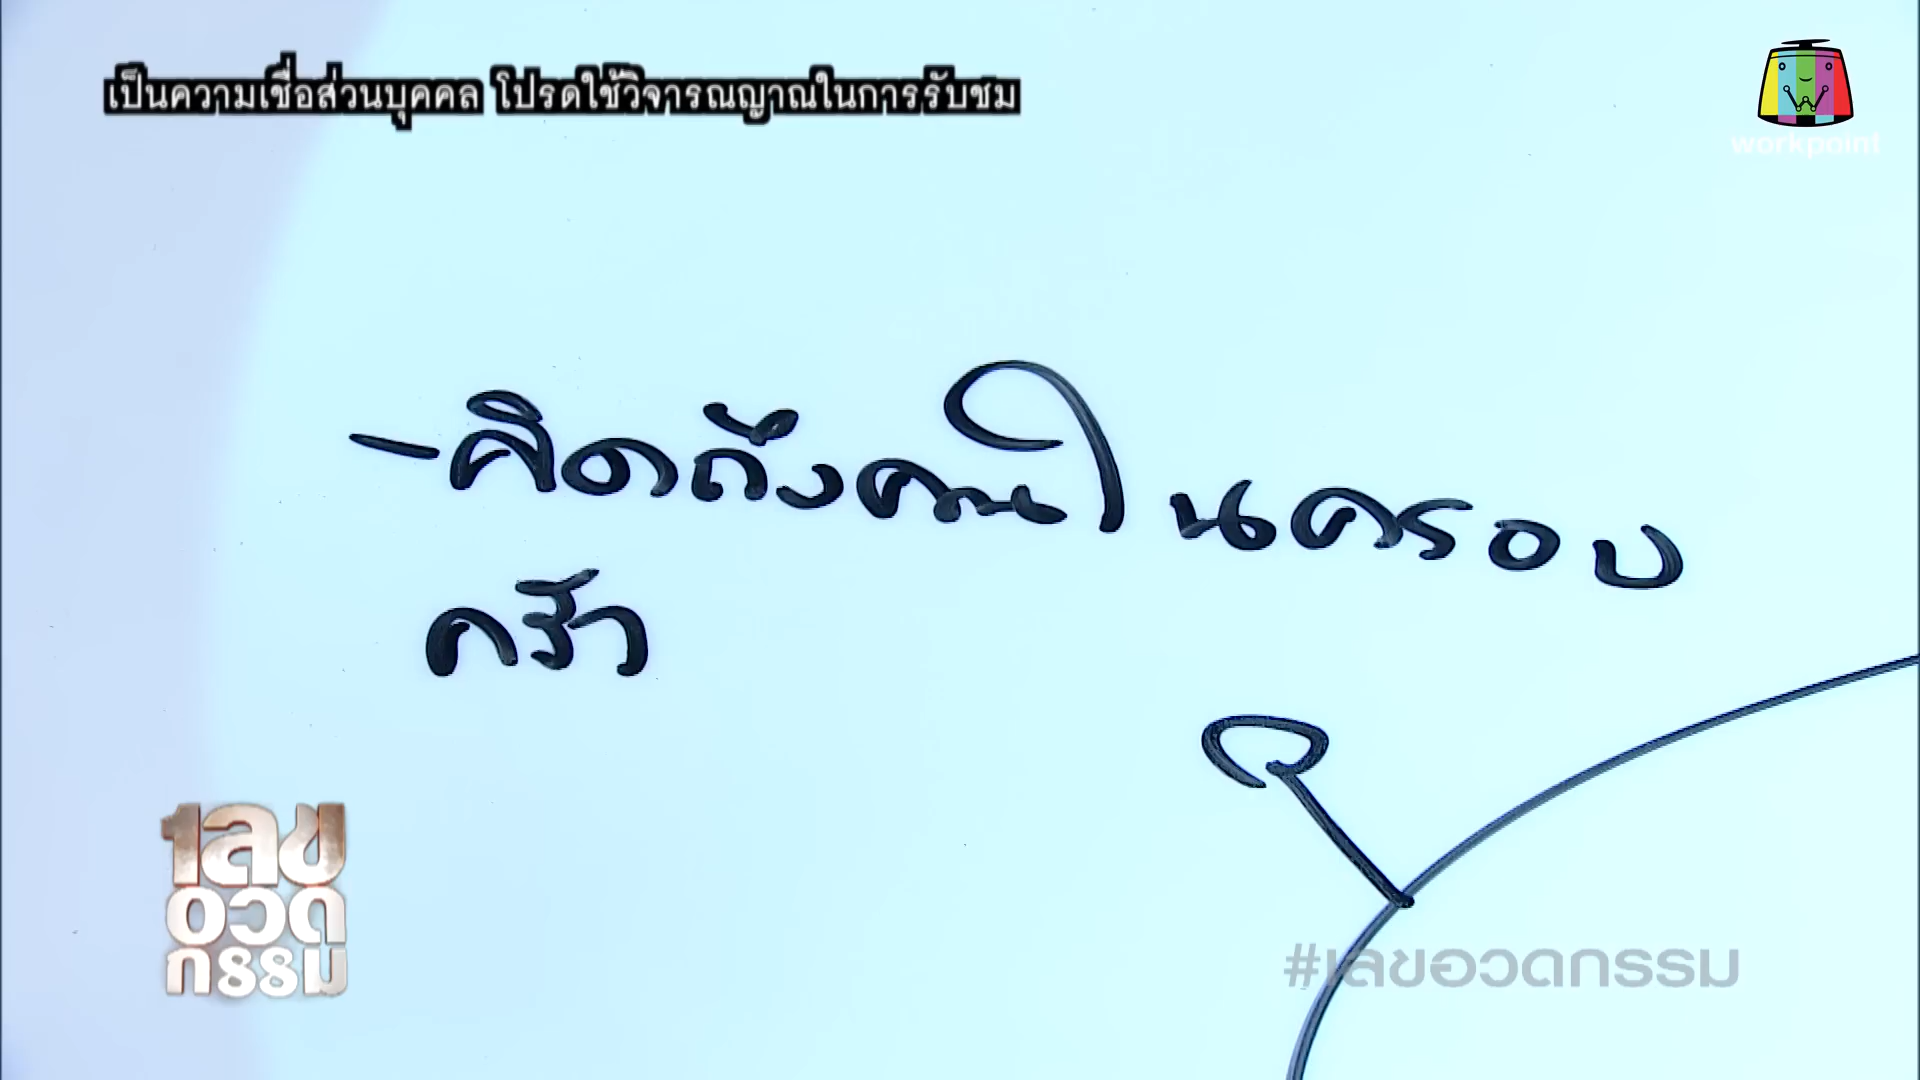 เป็นความเชื่อส่วนบุคคล โปรดใช้วิจารณญาณในการรับชม
workpoint
-คิดถึงคนในครอบ
ครัว
เลข
อวด
กรรม
#เลขอวดกรรม